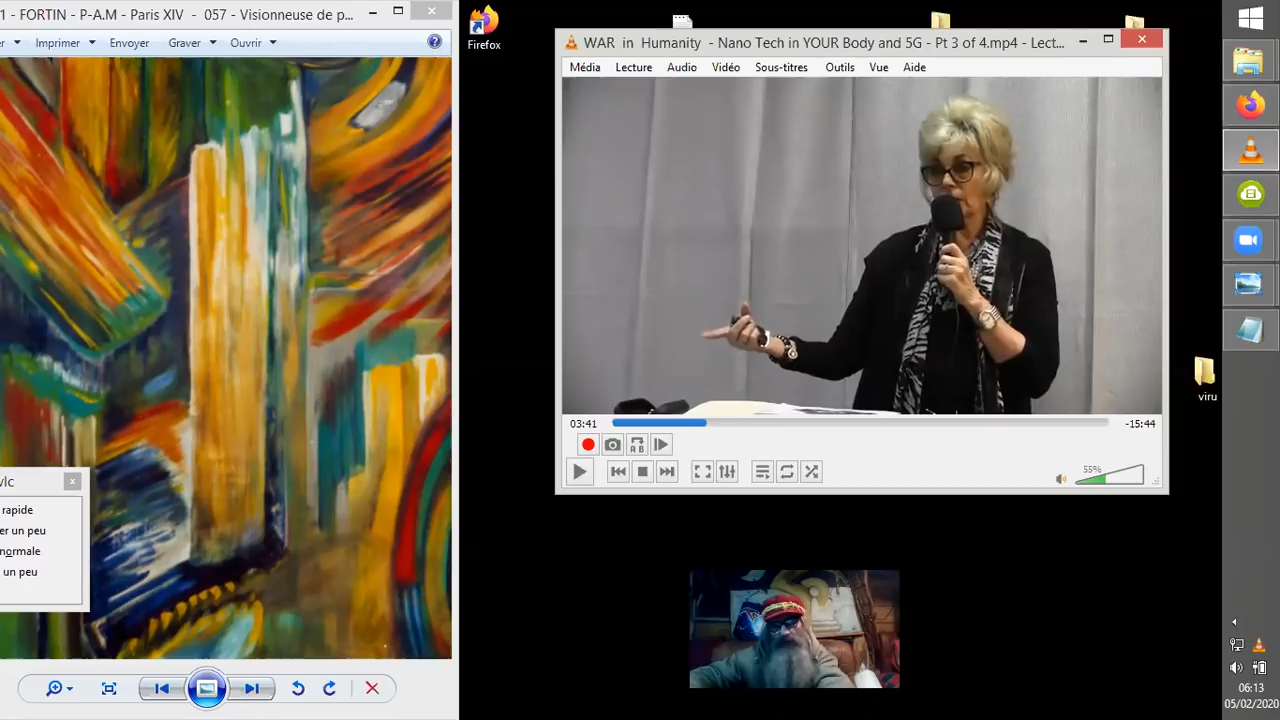 - FORTIN - P-A.M - Paris XIV - 057 - Visionneuse de p...
Imprimer
Envoyer
Graver
Ouvrir
rapide
er un peu
normale
un peu
Firefox
WAR in Humanity - Nano Tech in YOUR Body and 5G - Pt 3 of 4.mp4 - Lect...
Média Lecture Audio Vidéo Sous-titres Outils Vue Aide
03:41
-15:44
A B
55%
viru
06:13
05/02/2020